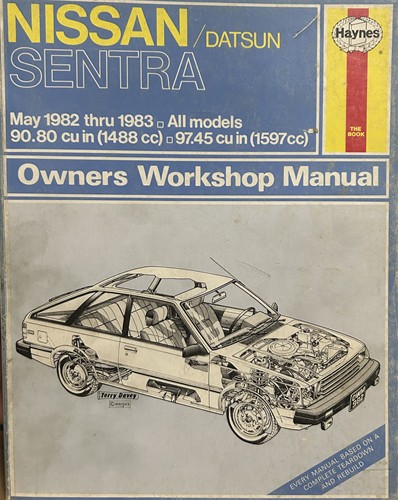 NISSAN
/DATSUN
SENTRA
Haynes
THE
BOOK
May 1982 thru 1983 □ All models
90.80 cu in (1488 cc) □ 97.45 cu in (1597cc)
Owners Workshop Manual
Terry Davey
EVERY MANUAL BASED ON A
COMPLETE TEARDOWN
AND REBUILD